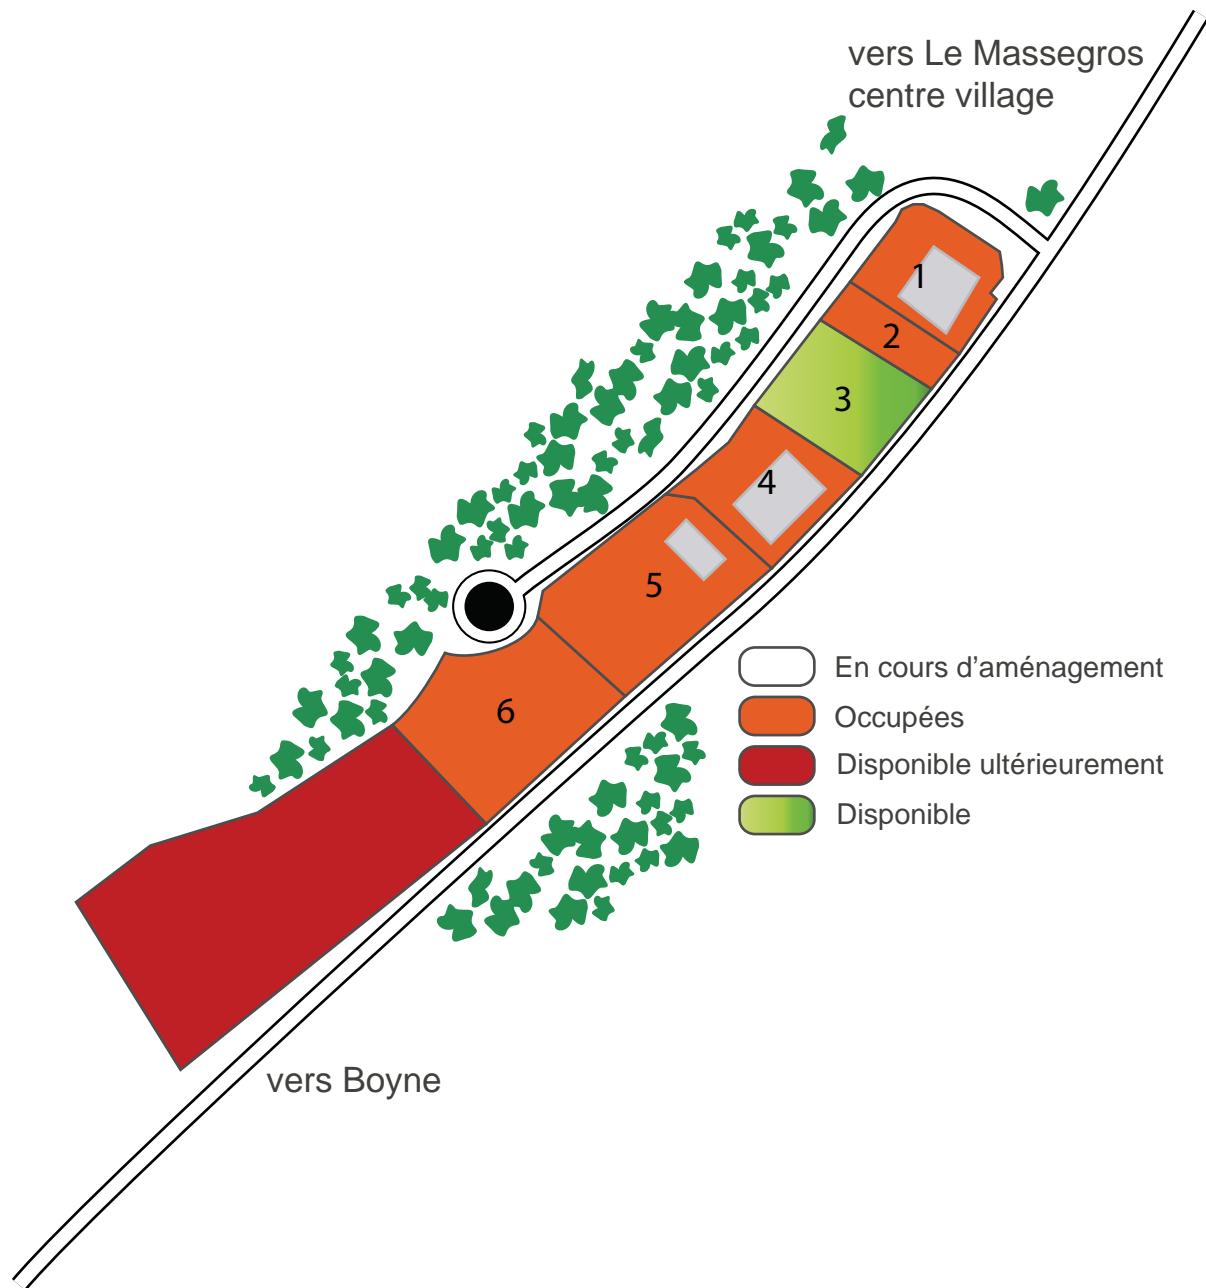 vers Le Massegros
centre village
1
2
3
4
5
6
En cours d'aménagement
Occupées
Disponible ultérieurement
Disponible
vers Boyne